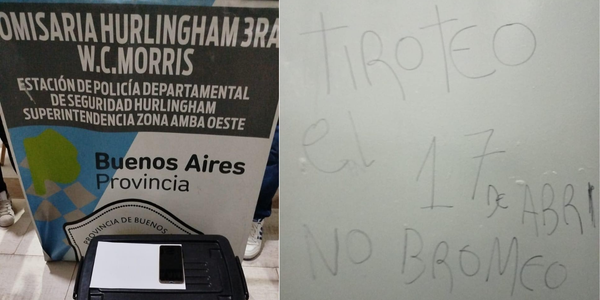 OMISARIA HURLINGHAM 3RA
W.C.MORRIS
ESTACIÓN DE POLICÍA DEPARTAMENTAL
DE SEGURIDAD HURLINGHAM
SUPERINTENDENCIA ZONA AMBA OESTE
Buenos Aires
Provincia
PROVINCIA DE BUENOS
TIROTEO
el 17 DE ABRI
NO BROMEO